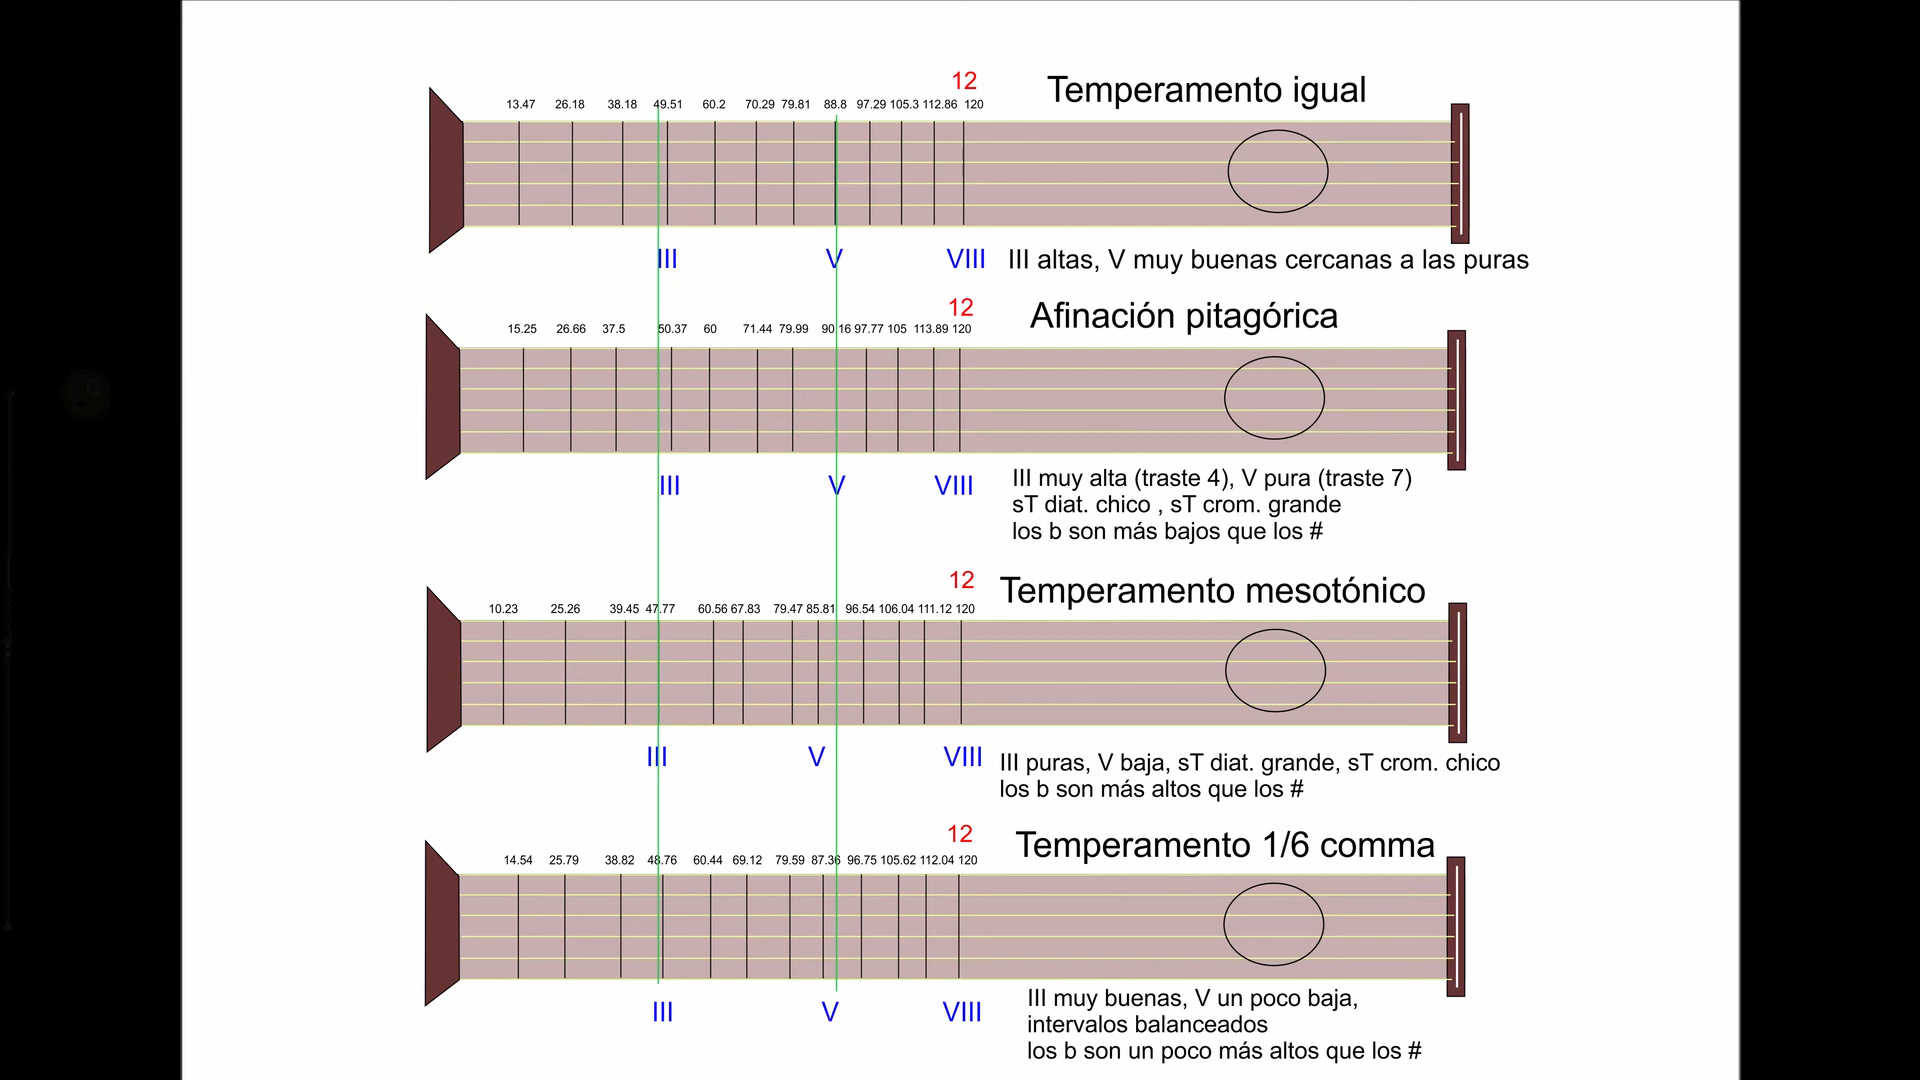 12
Temperamento igual
13.47 26.18 38.18 49.51 60.2 70.29 79.81 88.8 97.29 105.3 112.86 120
III V VIII III altas, V muy buenas cercanas a las puras
12
Afinación pitagórica
15.25 26.66 37.5 50.37 60 71.44 79.99 90.16 97.77 105 113.89 120
III V VIII
III muy alta (traste 4), V pura (traste 7)
sT diat. chico , sT crom. grande
los b son más bajos que los #
12
Temperamento mesotónico
10.23 25.26 39.45 47.77 60.56 67.83 79.47 85.81 96.54 106.04 111.12 120
III V VIII
III puras, V baja, sT diat. grande, sT crom. chico
los b son más altos que los #
12
Temperamento 1/6 comma
14.54 25.79 38.82 48.76 60.44 69.12 79.59 87.36 96.75 105.62 112.04 120
III V VIII
III muy buenas, V un poco baja,
intervalos balanceados
los b son un poco más altos que los #